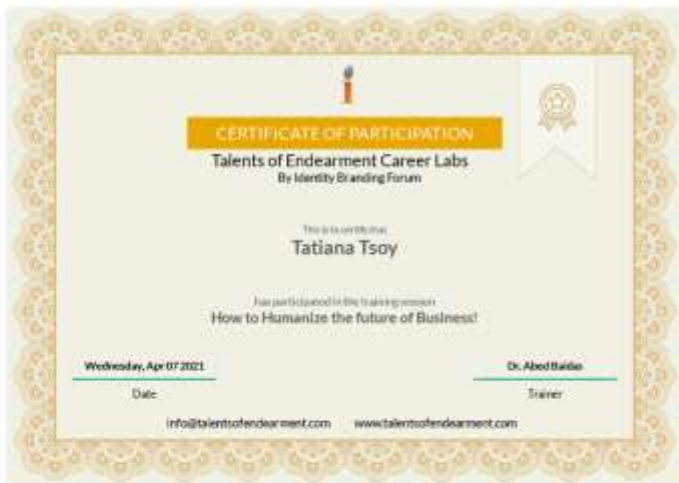 CERTIFICATE OF PARTICIPATION
Talents of Endearment Career Labs
By Identity Branding Forum
This is to certify that
Tatiana Tsoy
has participated in the training session
How to Humanize the future of Business!
Wednesday, Apr 07 2021
Dr. Abed Baidas
Date
Trainer
info@talentsofendearment.com www.talentsofendearment.com